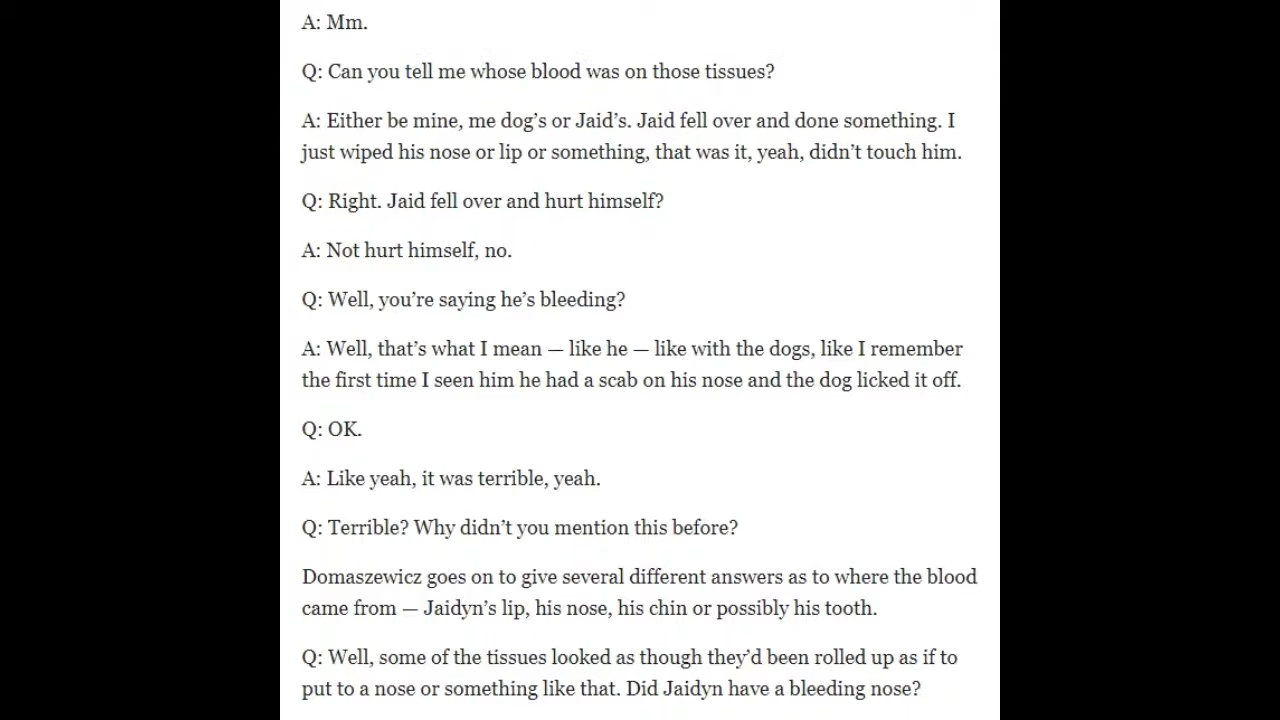 A: Mm.
Q: Can you tell me whose blood was on those tissues?
A: Either be mine, me dog’s or Jaid’s. Jaid fell over and done something. I
just wiped his nose or lip or something, that was it, yeah, didn’t touch him.
Q: Right. Jaid fell over and hurt himself?
A: Not hurt himself, no.
Q: Well, you’re saying he’s bleeding?
A: Well, that’s what I mean — like he — like with the dogs, like I remember
the first time I seen him he had a scab on his nose and the dog licked it off.
Q: OK.
A: Like yeah, it was terrible, yeah.
Q: Terrible? Why didn’t you mention this before?
Domaszewicz goes on to give several different answers as to where the blood
came from — Jaidyn’s lip, his nose, his chin or possibly his tooth.
Q: Well, some of the tissues looked as though they’d been rolled up as if to
put to a nose or something like that. Did Jaidyn have a bleeding nose?